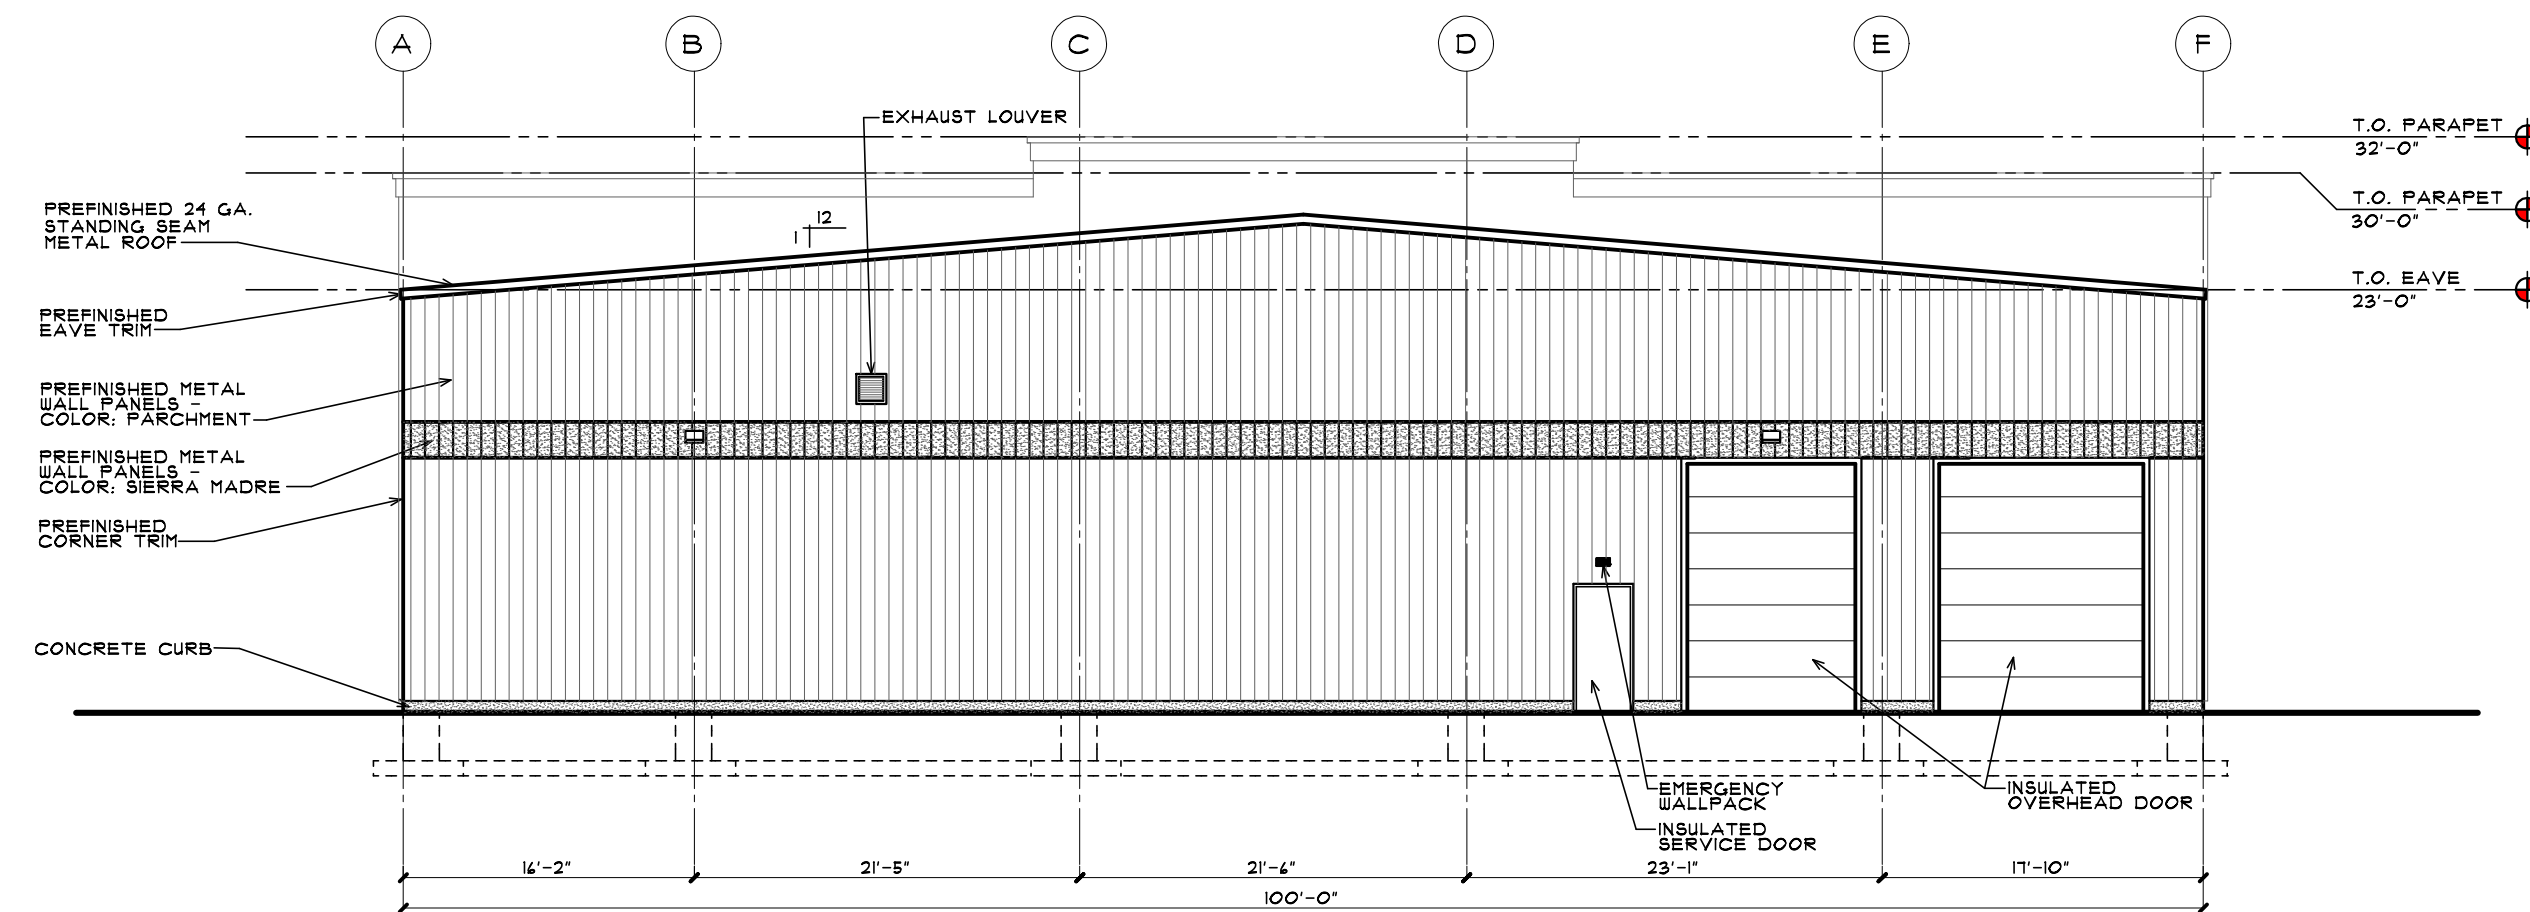 A B C D E F
EXHAUST LOUVER
T.O. PARAPET
32'-0"
T.O. PARAPET
30'-0"
T.O. EAVE
23'-0"
12
1
PREFINISHED 24 GA.
STANDING SEAM
METAL ROOF
PREFINISHED
EAVE TRIM
PREFINISHED METAL
WALL PANELS -
COLOR: PARCHMENT
PREFINISHED METAL
WALL PANELS -
COLOR: SIERRA MADRE
PREFINISHED
CORNER TRIM
CONCRETE CURB
EMERGENCY
WALLPACK
INSULATED
SERVICE DOOR
INSULATED
OVERHEAD DOOR
16'-2" 21'-5" 21'-6" 23'-1" 17'-10"
100'-0"